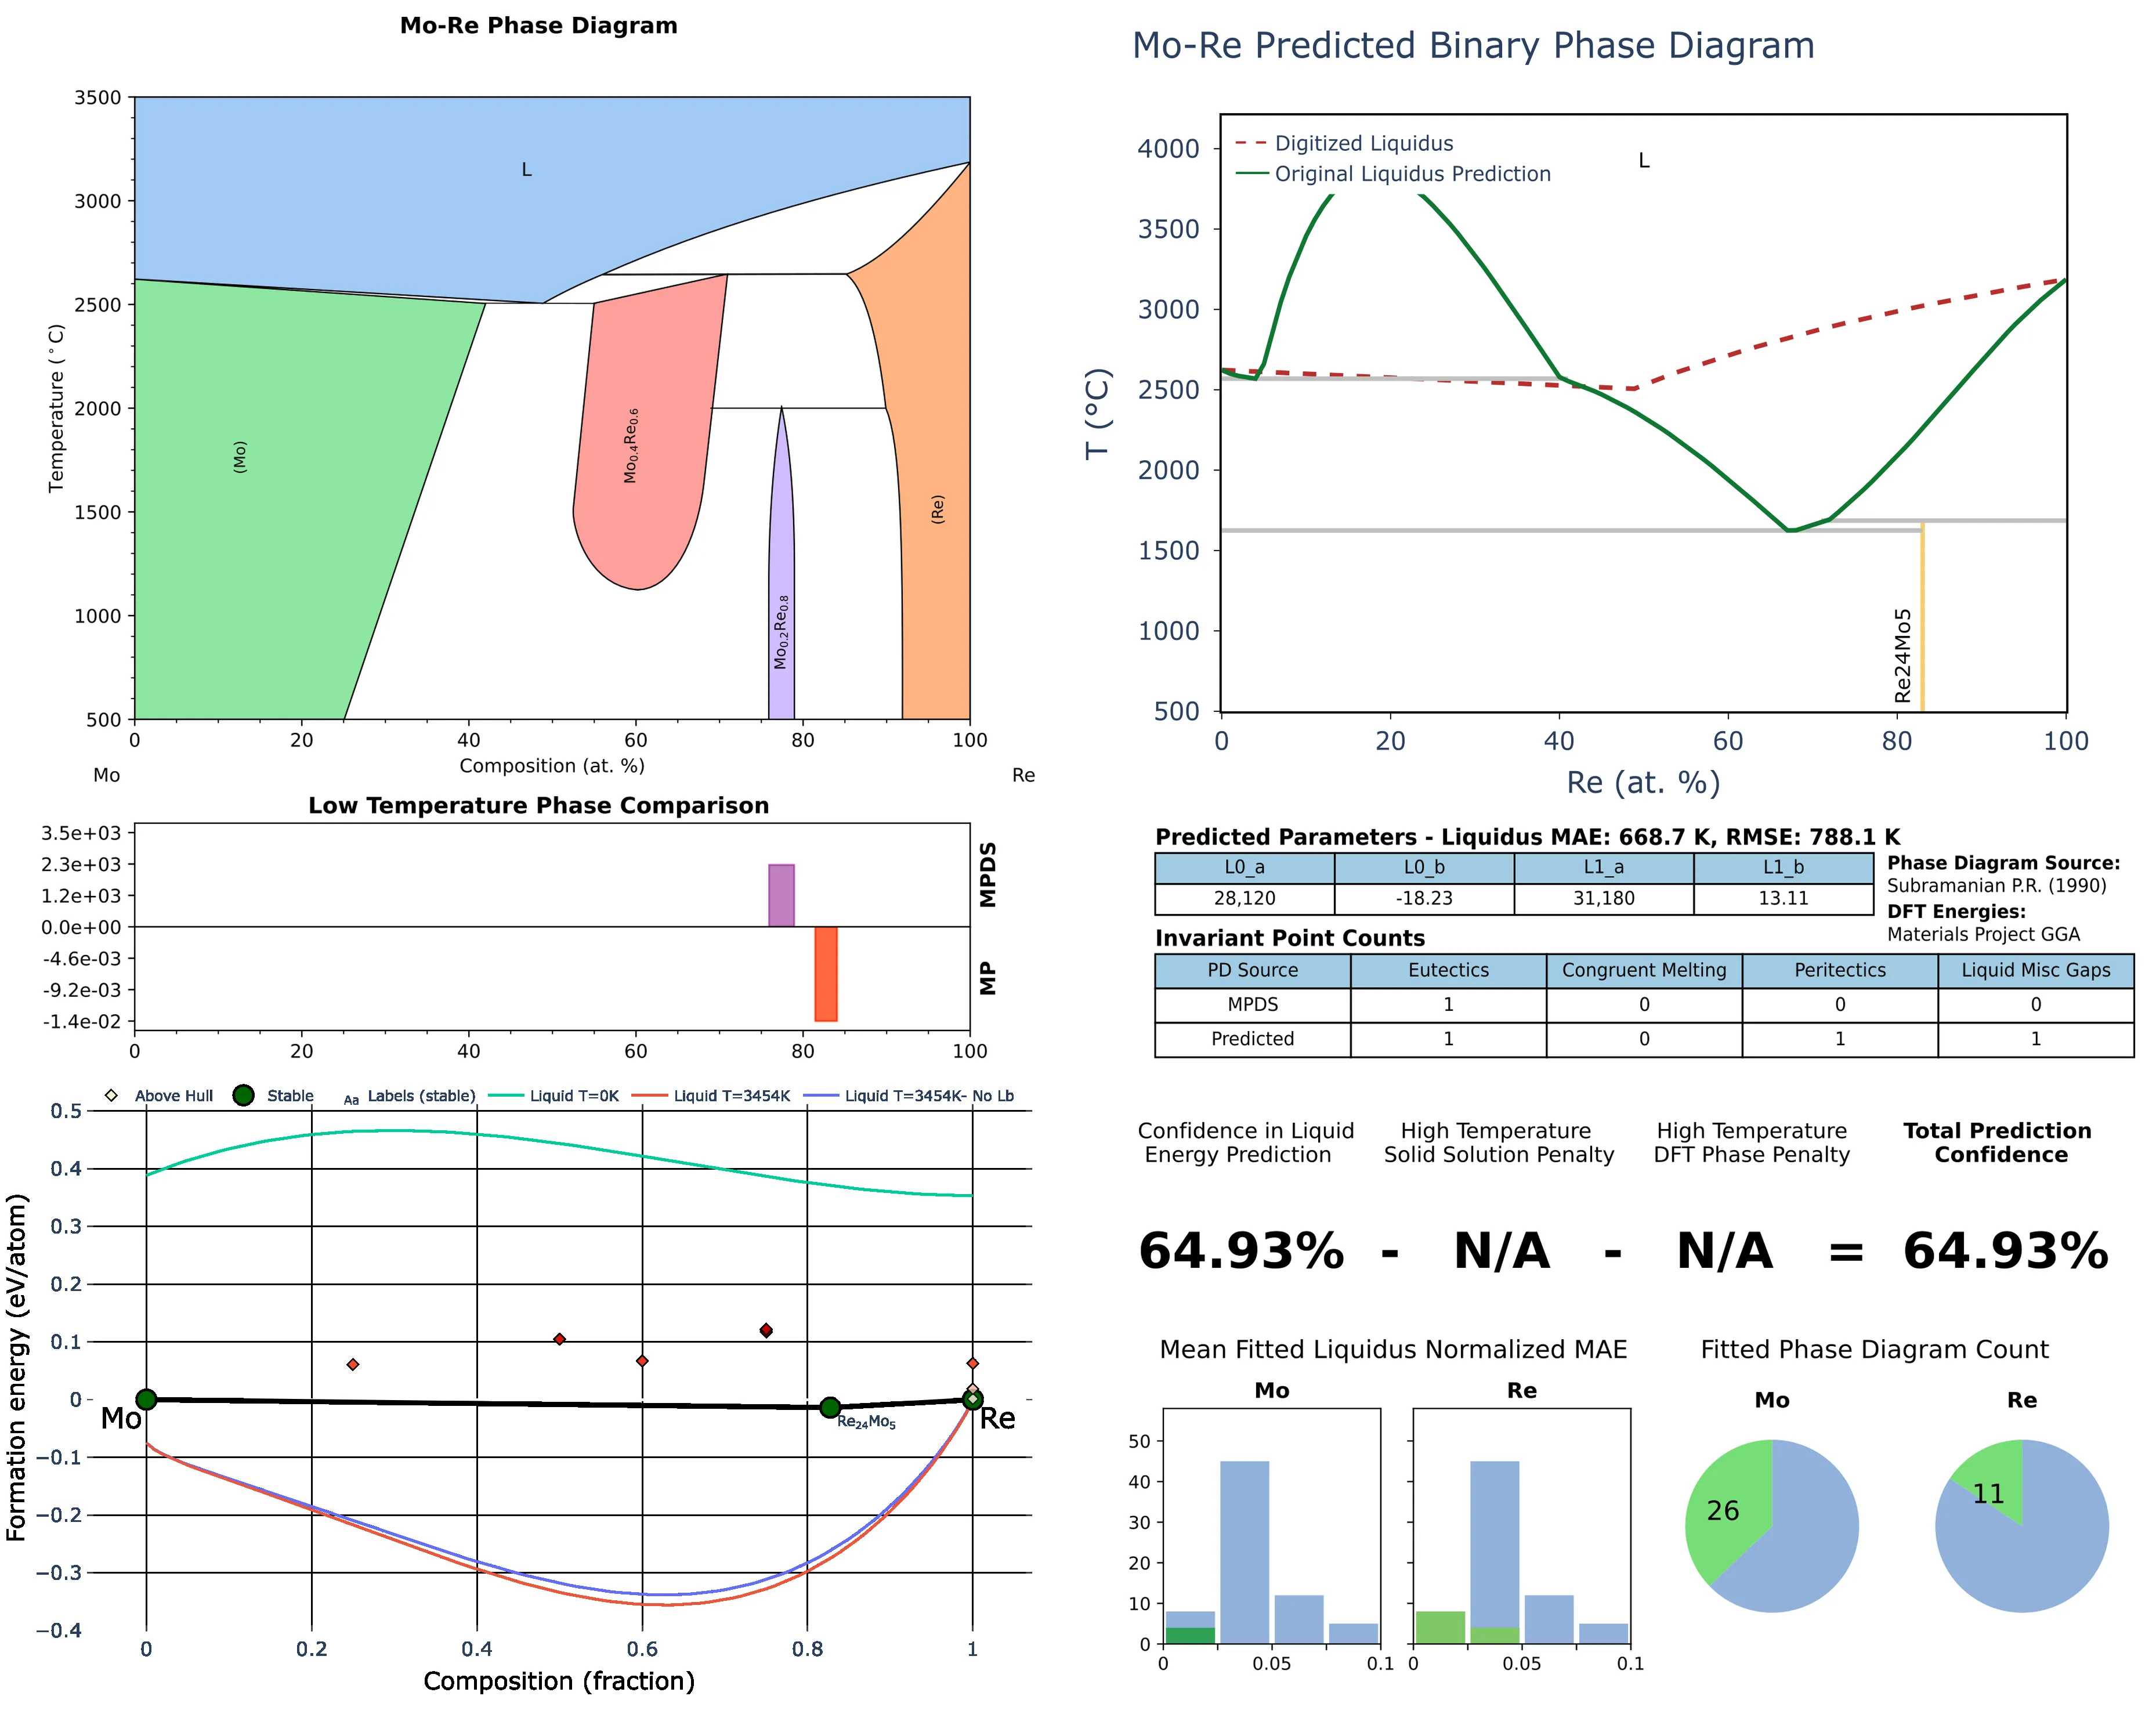 Mo-Re Phase Diagram
3500
3000
2500
2000
1500
1000
500
Temperature (°C)
L
(Mo)
Mo0.4Re0.6
Mo0.2Re0.8
(Re)
0 20 40 60 80 100
Composition (at. %)
Mo Re
Low Temperature Phase Comparison
3.5e+03
2.3e+03
1.2e+03
0.0e+00
-4.6e-03
-9.2e-03
-1.4e-02
MPDS
MP
0 20 40 60 80 100
Above Hull Stable Aa Labels (stable) Liquid T=0K Liquid T=3454K Liquid T=3454K- No Lb
0.5
0.4
0.3
0.2
0.1
0
−0.1
−0.2
−0.3
−0.4
Formation energy (eV/atom)
Mo
Re24Mo5
Re
0 0.2 0.4 0.6 0.8 1
Composition (fraction)
Mo-Re Predicted Binary Phase Diagram
4000
3500
3000
2500
2000
1500
1000
500
T (°C)
Digitized Liquidus
Original Liquidus Prediction
L
Re24Mo5
0 20 40 60 80 100
Re (at. %)
Predicted Parameters - Liquidus MAE: 668.7 K, RMSE: 788.1 K
L0_a L0_b L1_a L1_b
28,120 -18.23 31,180 13.11
Phase Diagram Source:
Subramanian P.R. (1990)
DFT Energies:
Materials Project GGA
Invariant Point Counts
PD Source Eutectics Congruent Melting Peritectics Liquid Misc Gaps
MPDS 1 0 0 0
Predicted 1 0 1 1
Confidence in Liquid
Energy Prediction
High Temperature
Solid Solution Penalty
High Temperature
DFT Phase Penalty
Total Prediction
Confidence
64.93% - N/A - N/A = 64.93%
Mean Fitted Liquidus Normalized MAE
Mo Re
50
40
30
20
10
0
0 0.05 0.1 0 0.05 0.1
Fitted Phase Diagram Count
Mo Re
26 11